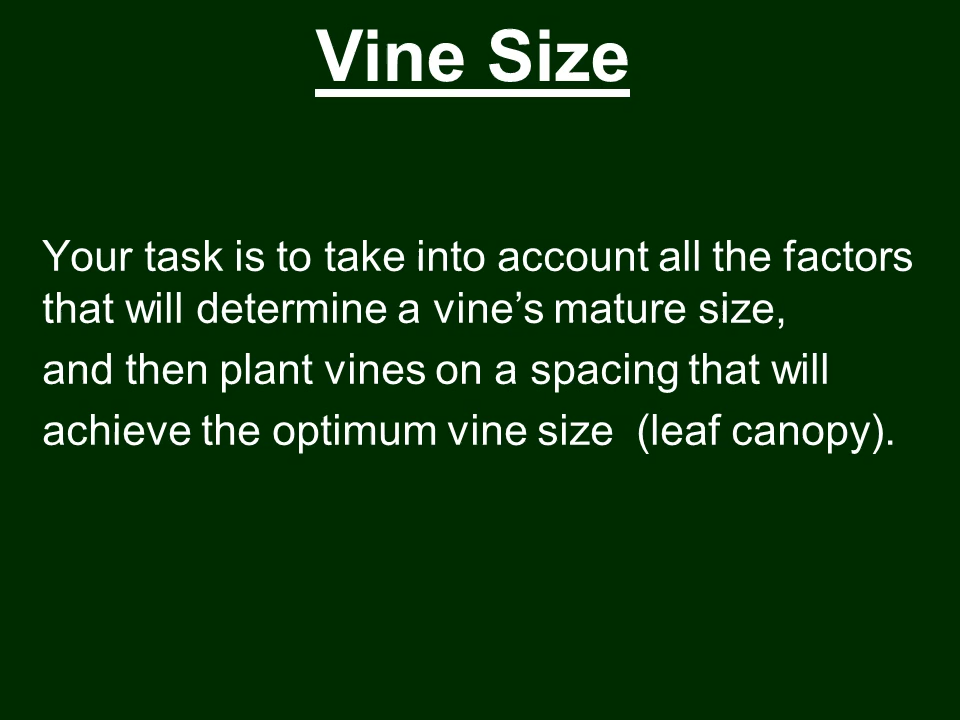 Vine Size
Your task is to take into account all the factors
that will determine a vine’s mature size,
and then plant vines on a spacing that will
achieve the optimum vine size  (leaf canopy).